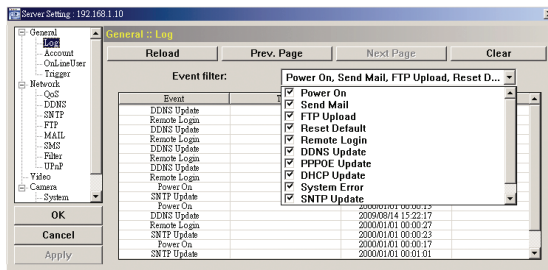 Server Setting : 192.168.1.10
General
Log
Account
OnLineUser
Trigger
Network
QoS
DDNS
SNTP
FTP
MAIL
SMS
Filter
UPnP
Video
Camera
System
OK
Cancel
Apply
General :: Log
Reload Prev. Page Next Page Clear
Event filter: Power On, Send Mail, FTP Upload, Reset D...
Power On
Send Mail
FTP Upload
Reset Default
Remote Login
DDNS Update
PPPOE Update
DHCP Update
System Error
SNTP Update
Event T
DDNS Update
Remote Login
DDNS Update
Remote Login
DDNS Update
Remote Login
DDNS Update
Remote Login
Power On
SNTP Update
Power On 2000/01/01 00:00:15
DDNS Update 2009/08/14 15:22:17
Remote Login 2000/01/01 00:00:27
SNTP Update 2000/01/01 00:00:23
Power On 2000/01/01 00:00:17
SNTP Update 2000/01/01 00:01:01